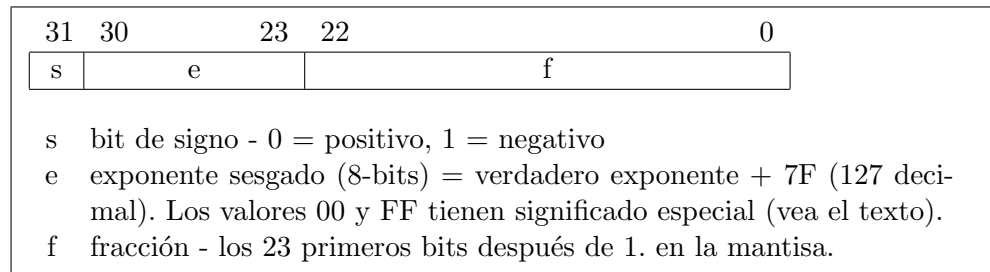 31 30 23 22 0
s e f
s bit de signo - 0 = positivo, 1 = negativo
e exponente sesgado (8-bits) = verdadero exponente + 7F (127 deci-
mal). Los valores 00 y FF tienen significado especial (vea el texto).
f fracción - los 23 primeros bits después de 1. en la mantisa.